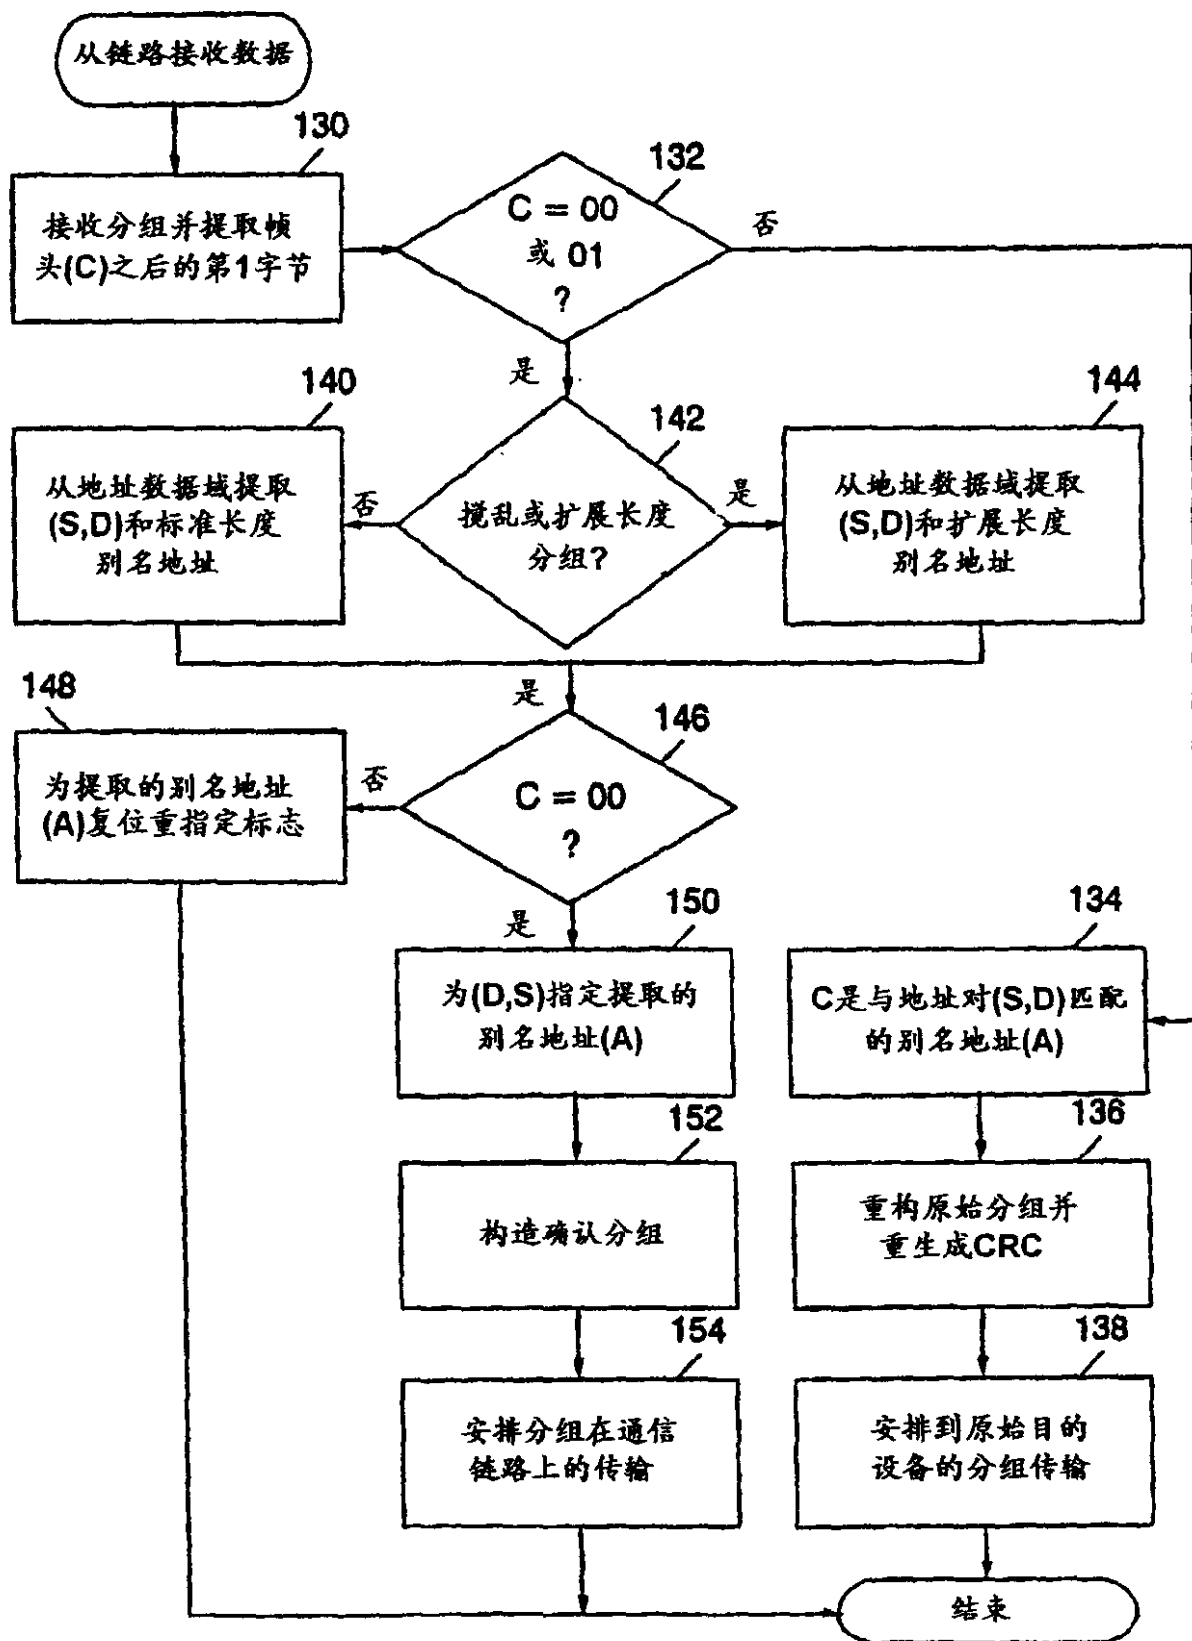 从链路接收数据
130
接收分组并提取帧
头(C)之后的第1字节
132
C = 00
或 01
?
否
是
140
从地址数据域提取
(S,D)和标准长度
别名地址
142
搅乱或扩展长度
分组?
否
是
144
从地址数据域提取
(S,D)和扩展长度
别名地址
是
148
为提取的别名地址
(A)复位重指定标志
146
C = 00
?
否
是
150
为(D,S)指定提取的
别名地址(A)
134
C是与地址对(S,D)匹配
的别名地址(A)
152
构造确认分组
136
重构原始分组并
重生成CRC
154
安排分组在通信
链路上的传输
138
安排到原始目的
设备的分组传输
结束